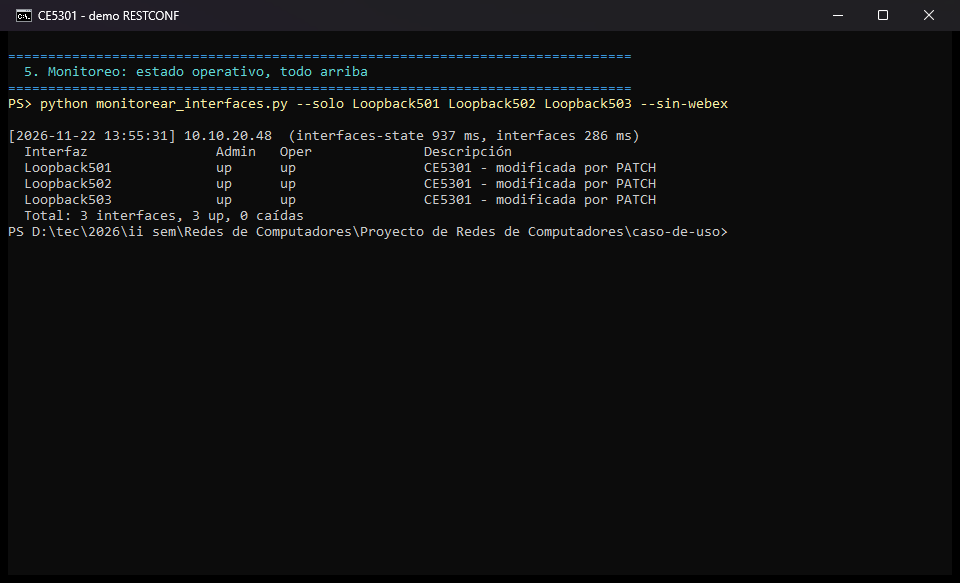 CE5301 - demo RESTCONF
==============================================================================
5. Monitoreo: estado operativo, todo arriba
==============================================================================
PS> python monitorear_interfaces.py --solo Loopback501 Loopback502 Loopback503 --sin-webex
[2026-11-22 13:55:31] 10.10.20.48  (interfaces-state 937 ms, interfaces 286 ms)
Interfaz                Admin   Oper              Descripción
Loopback501             up      up                CE5301 - modificada por PATCH
Loopback502             up      up                CE5301 - modificada por PATCH
Loopback503             up      up                CE5301 - modificada por PATCH
Total: 3 interfaces, 3 up, 0 caídas
PS D:\tec\2026\ii sem\Redes de Computadores\Proyecto de Redes de Computadores\caso-de-uso>